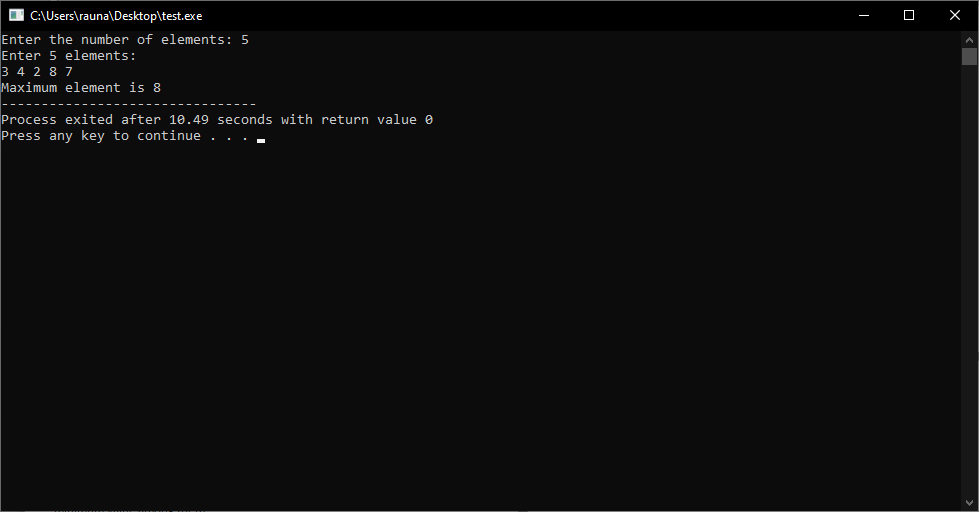 C:\Users\rauna\Desktop\test.exe
Enter the number of elements: 5
Enter 5 elements:
3 4 2 8 7
Maximum element is 8
--------------------------------
Process exited after 10.49 seconds with return value 0
Press any key to continue . . .